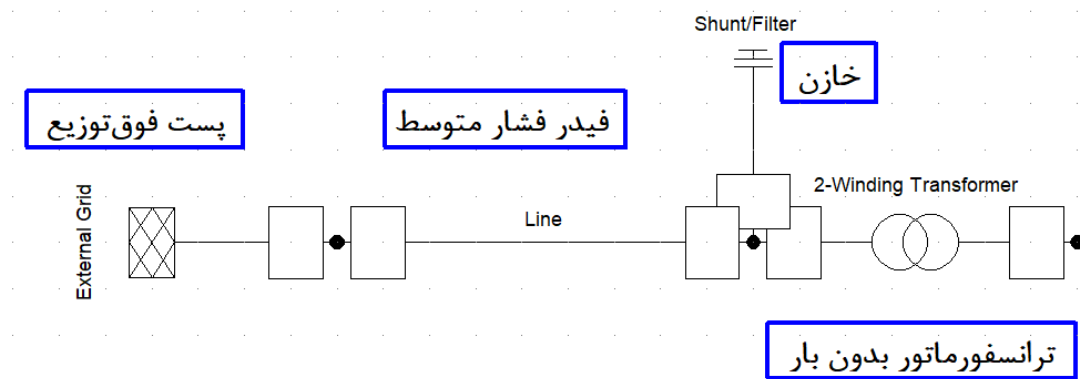 Shunt/Filter
خازن
پست فوق‌توزیع
فیدر فشار متوسط
External Grid
Line
2-Winding Transformer
ترانسفورماتور بدون بار